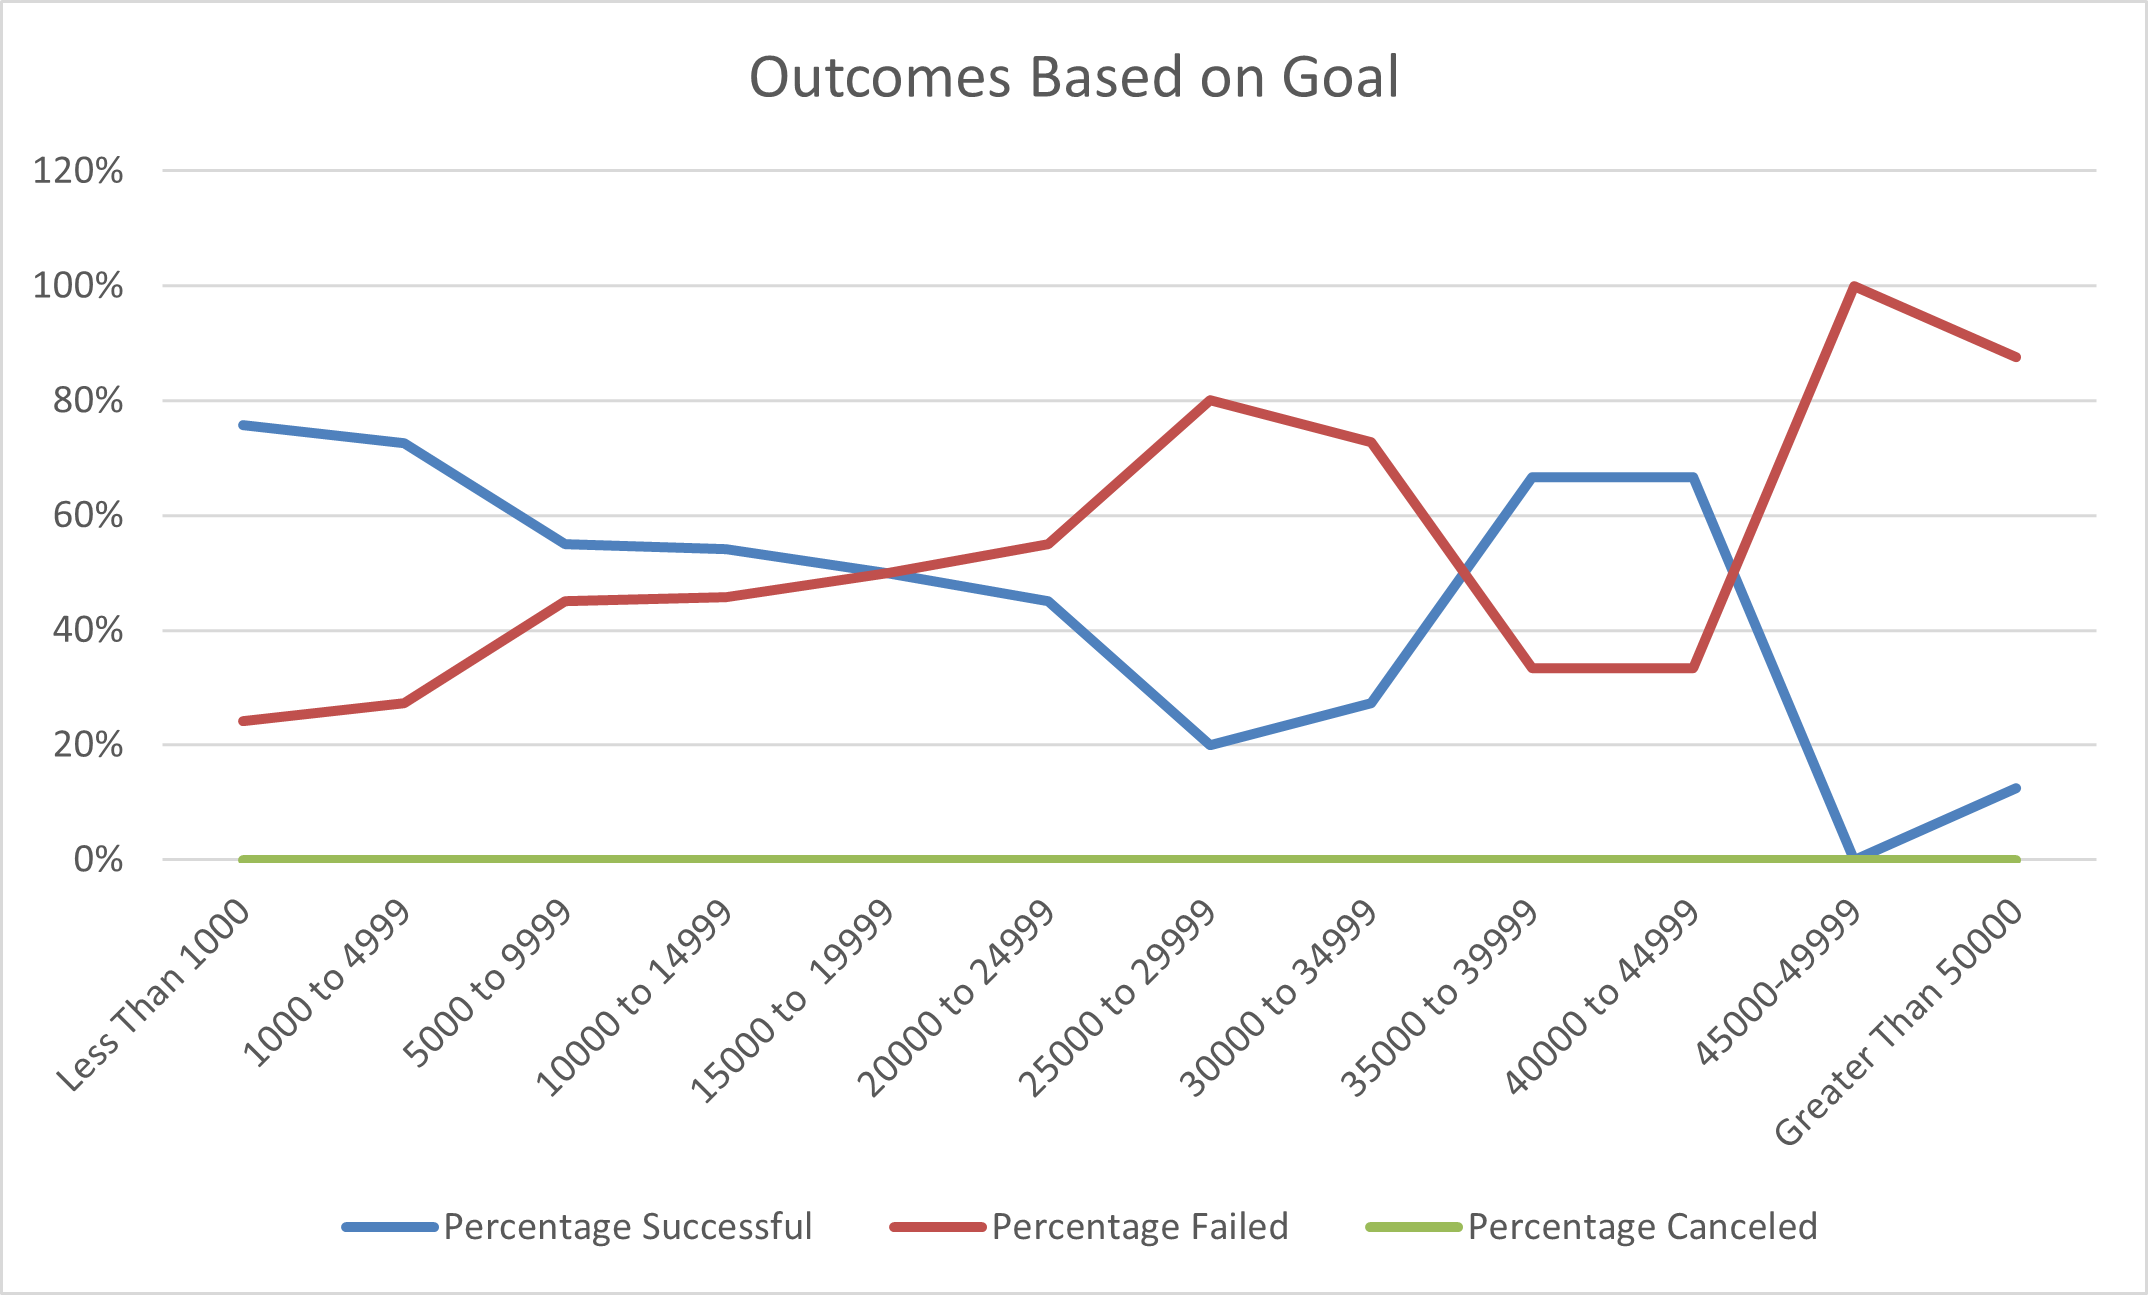 Outcomes Based on Goal
120%
100%
80%
60%
40%
20%
0%
Less Than 1000
1000 to 4999
5000 to 9999
10000 to 14999
15000 to 19999
20000 to 24999
25000 to 29999
30000 to 34999
35000 to 39999
40000 to 44999
45000-49999
Greater Than 50000
Percentage Successful
Percentage Failed
Percentage Canceled